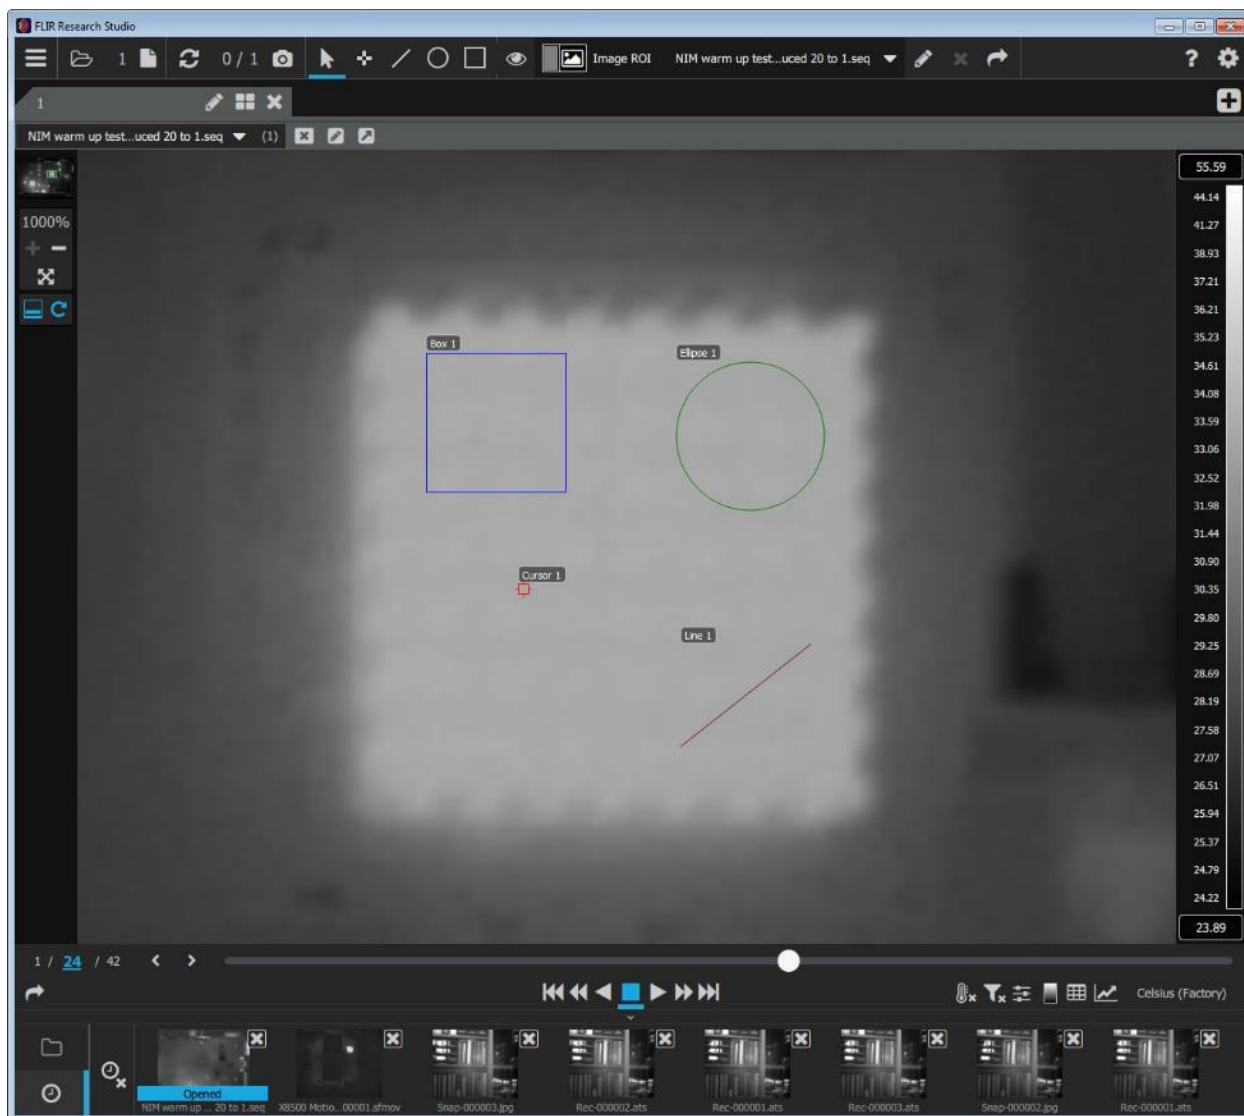 FLIR Research Studio
1 0 / 1 Image ROI NIM warm up test...uced 20 to 1.seq ?
1
NIM warm up test...uced 20 to 1.seq (1)
55.59
1000%
44.14
41.27
38.93
37.21
36.21
35.23
34.61
34.08
33.59
33.06
32.52
31.98
31.44
30.90
30.35
29.80
29.25
28.69
28.19
27.58
27.07
26.51
25.94
25.37
24.79
24.22
23.89
Box 1
Ellipse 1
Cursor 1
Line 1
1 / 24 / 42
Celsius (Factory)
Opened
NIM warm up ... 20 to 1.seq X8500 Motio...00001.sfmov Snap-000003.jpg Rec-000002.ats Rec-000001.ats Rec-000003.ats Snap-000002.jpg Rec-000001.ats